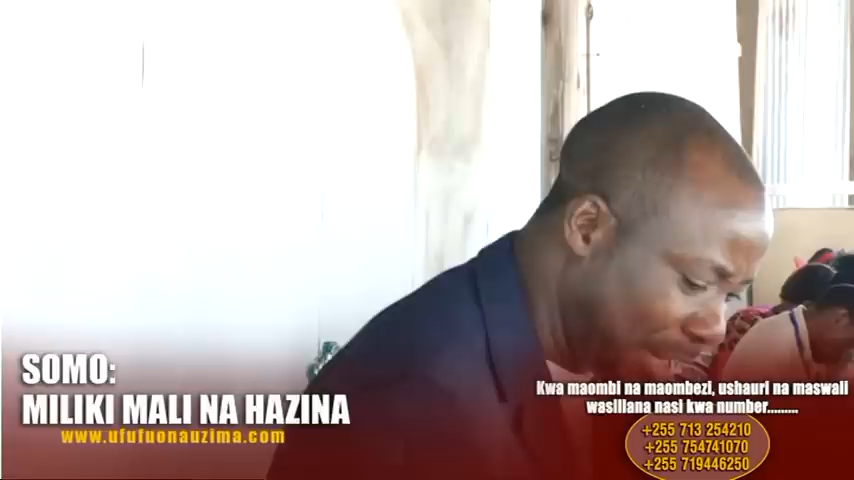 SOMO:
MILIKI MALI NA HAZINA
www.ufufuonauzima.com
Kwa maombi na maombezi, ushauri na maswali
wasiliana nasi kwa number.........
+255 713 254210
+255 754741070
+255 719446250